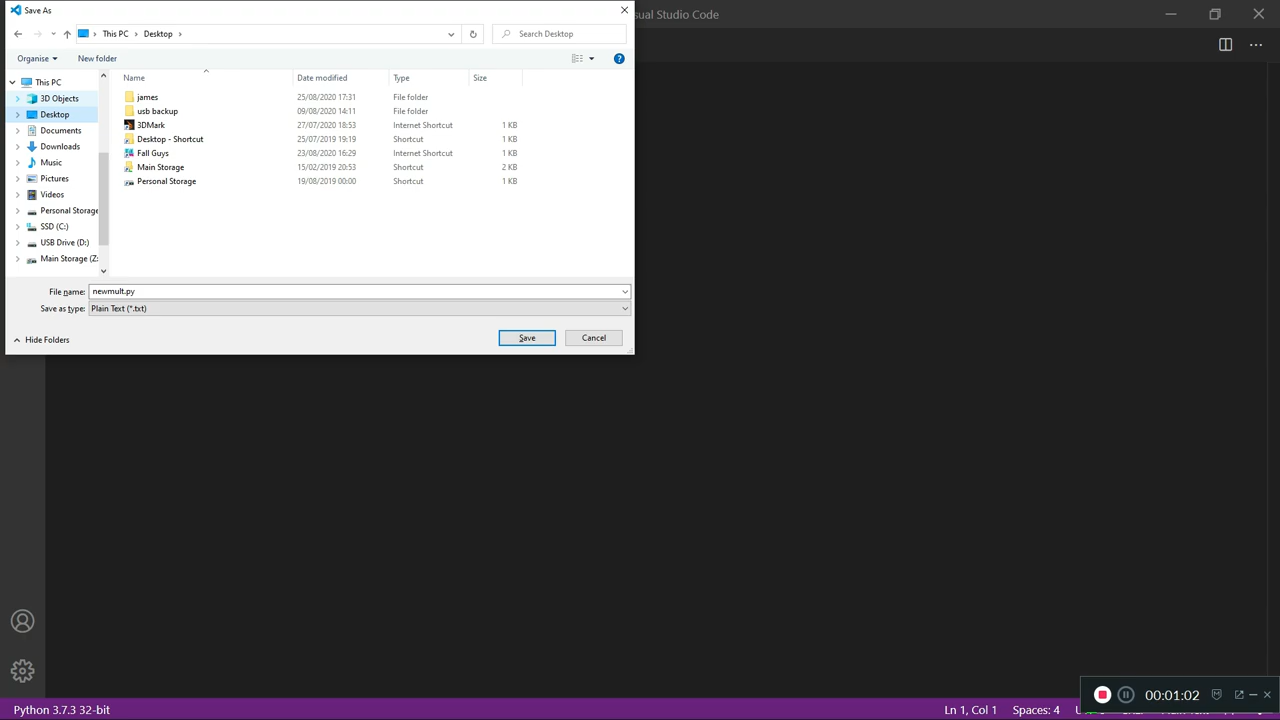 Save As
sual Studio Code
This PC
Desktop
Search Desktop
Organise
New folder
Name
Date modified
Type
Size
This PC
3D Objects
Desktop
Documents
Downloads
Music
Pictures
Videos
Personal Storage
SSD (C:)
USB Drive (D:)
Main Storage (Z:
james 25/08/2020 17:31 File folder
usb backup 09/08/2020 14:11 File folder
3DMark 27/07/2020 18:53 Internet Shortcut 1 KB
Desktop - Shortcut 25/07/2019 19:19 Shortcut 1 KB
Fall Guys 23/08/2020 16:29 Internet Shortcut 1 KB
Main Storage 15/02/2019 20:53 Shortcut 2 KB
Personal Storage 19/08/2019 00:00 Shortcut 1 KB
File name: newmult.py
Save as type: Plain Text (*.txt)
Hide Folders
Save
Cancel
Python 3.7.3 32-bit
Ln 1, Col 1
Spaces: 4
00:01:02